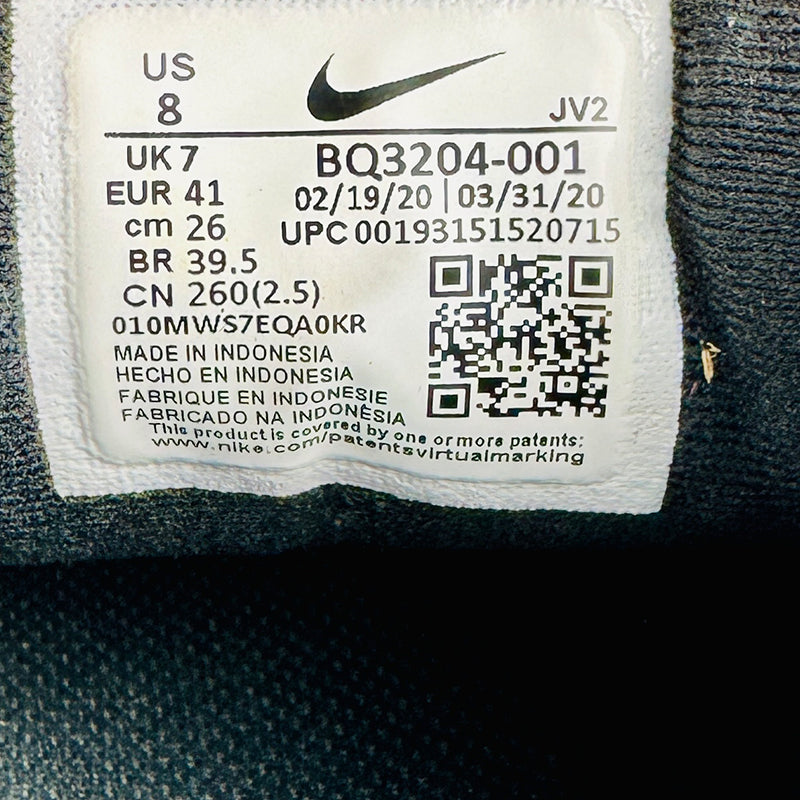 US
8
JV2
UK 7
BQ3204-001
EUR 41
02/19/20 | 03/31/20
cm 26
UPC 00193151520715
BR 39.5
CN 260(2.5)
010MWS7EQA0KR
MADE IN INDONESIA
HECHO EN INDONESIA
FABRIQUE EN INDONESIE
FABRICADO NA INDONÉSIA
This product is covered by one or more patents:
www.nike.com/patentsvirtualmarking